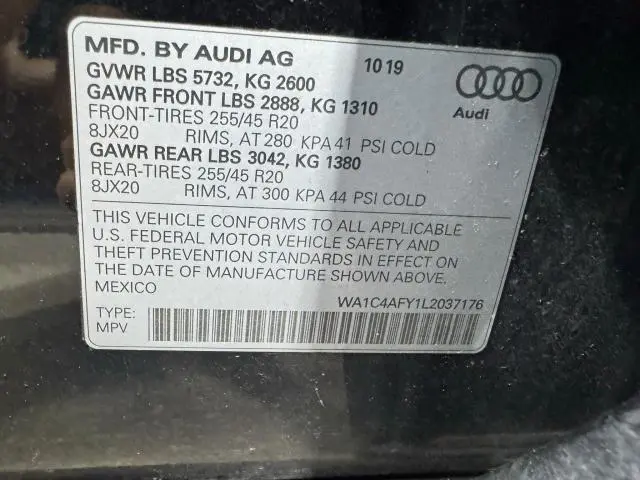 MFD. BY AUDI AG 10 19
GVWR LBS 5732, KG 2600
GAWR FRONT LBS 2888, KG 1310
FRONT-TIRES 255/45 R20
8JX20 RIMS, AT 280 KPA 41 PSI COLD
GAWR REAR LBS 3042, KG 1380
REAR-TIRES 255/45 R20
8JX20 RIMS, AT 300 KPA 44 PSI COLD
Audi
THIS VEHICLE CONFORMS TO ALL APPLICABLE
U.S. FEDERAL MOTOR VEHICLE SAFETY AND
THEFT PREVENTION STANDARDS IN EFFECT ON
THE DATE OF MANUFACTURE SHOWN ABOVE.
MEXICO
WA1C4AFY1L2037176
TYPE:
MPV